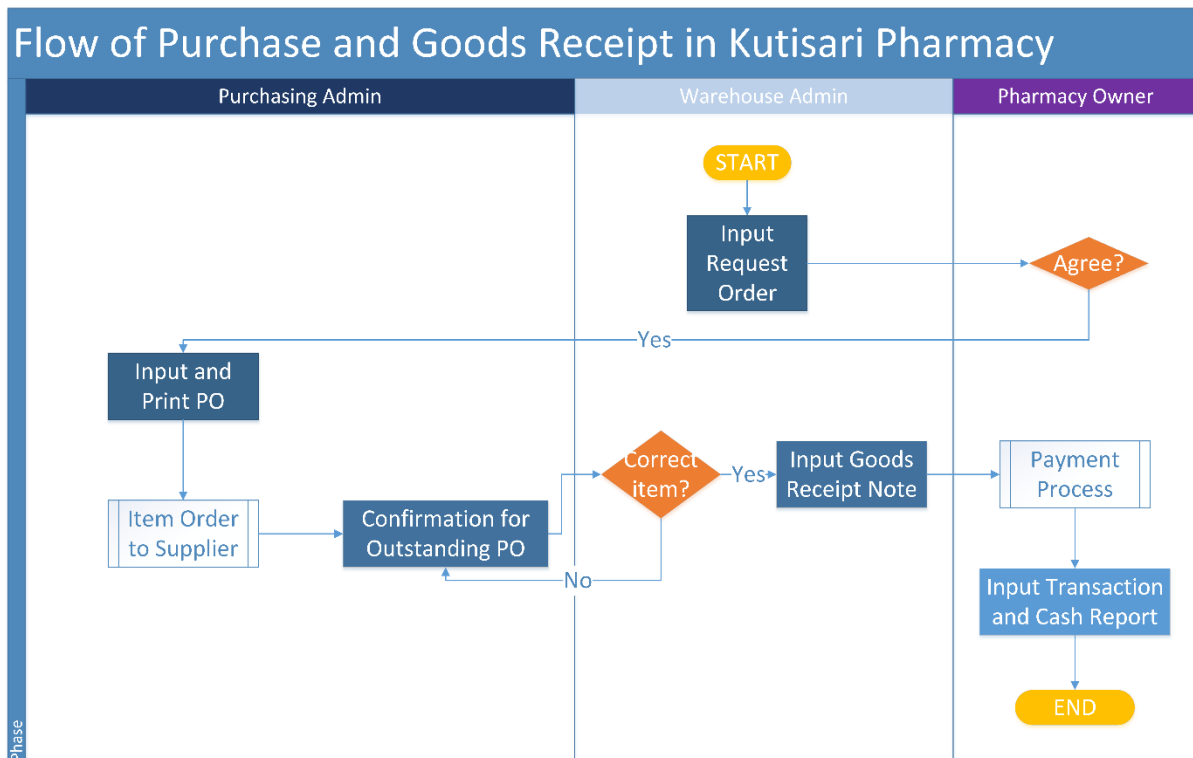 Flow of Purchase and Goods Receipt in Kutisari Pharmacy
Purchasing Admin
Warehouse Admin
Pharmacy Owner
START
Input
Request
Order
Agree?
Yes
Input and
Print PO
Correct
item?
Yes
Input Goods
Receipt Note
Payment
Process
Item Order
to Supplier
Confirmation for
Outstanding PO
No
Input Transaction
and Cash Report
END
Phase